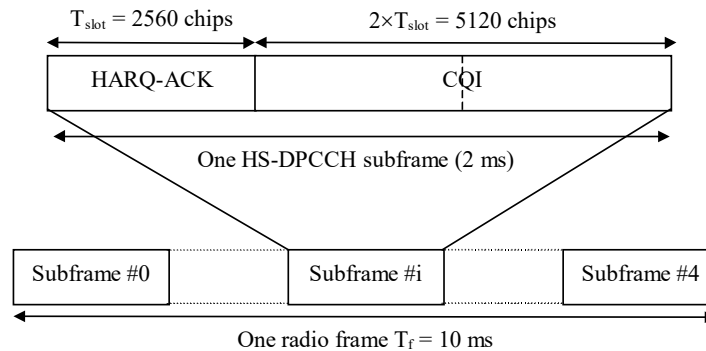 T_slot = 2560 chips 2×T_slot = 5120 chips
HARQ-ACK CQI
One HS-DPCCH subframe (2 ms)
Subframe #0 Subframe #i Subframe #4
One radio frame T_f = 10 ms